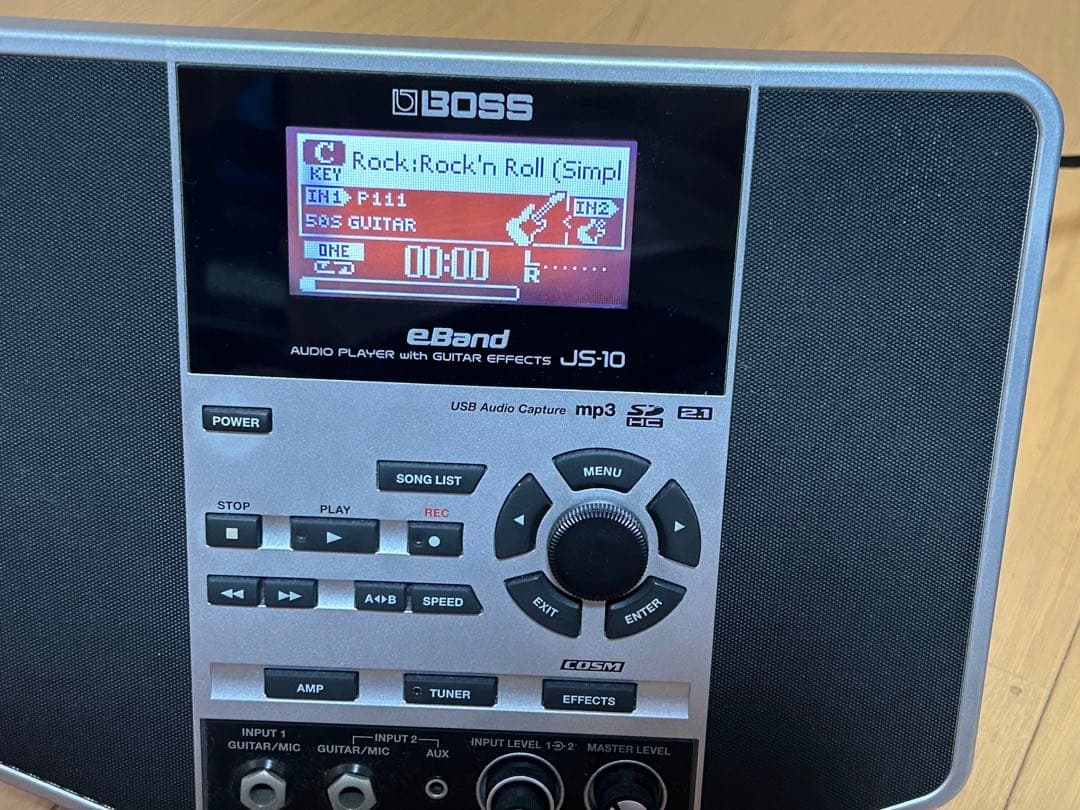 BOSS
C
KEY
Rock:Rock'n Roll (Simpl
IN1 P111
IN2
50S GUITAR
ONE
00:00
L
R
eBand
AUDIO PLAYER with GUITAR EFFECTS JS-10
USB Audio Capture mp3 SD HC 2.1
POWER
SONG LIST
MENU
STOP
PLAY
REC
A B
SPEED
EXIT
ENTER
COSM
AMP
TUNER
EFFECTS
INPUT 1
GUITAR/MIC
INPUT 2
GUITAR/MIC
AUX
INPUT LEVEL 1 2
MASTER LEVEL